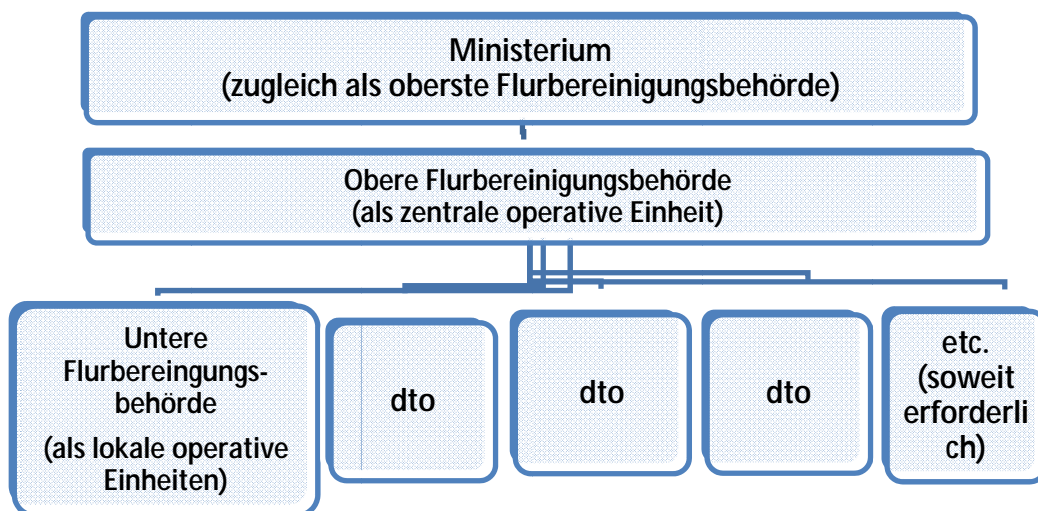 Ministerium
(zugleich als oberste Flurbereinigungsbehörde)
Obere Flurbereinigungsbehörde
(als zentrale operative Einheit)
Untere
Flurbereingungs-
behörde
(als lokale operative
Einheiten)
dto
dto
dto
etc.
(soweit
erforderli
ch)